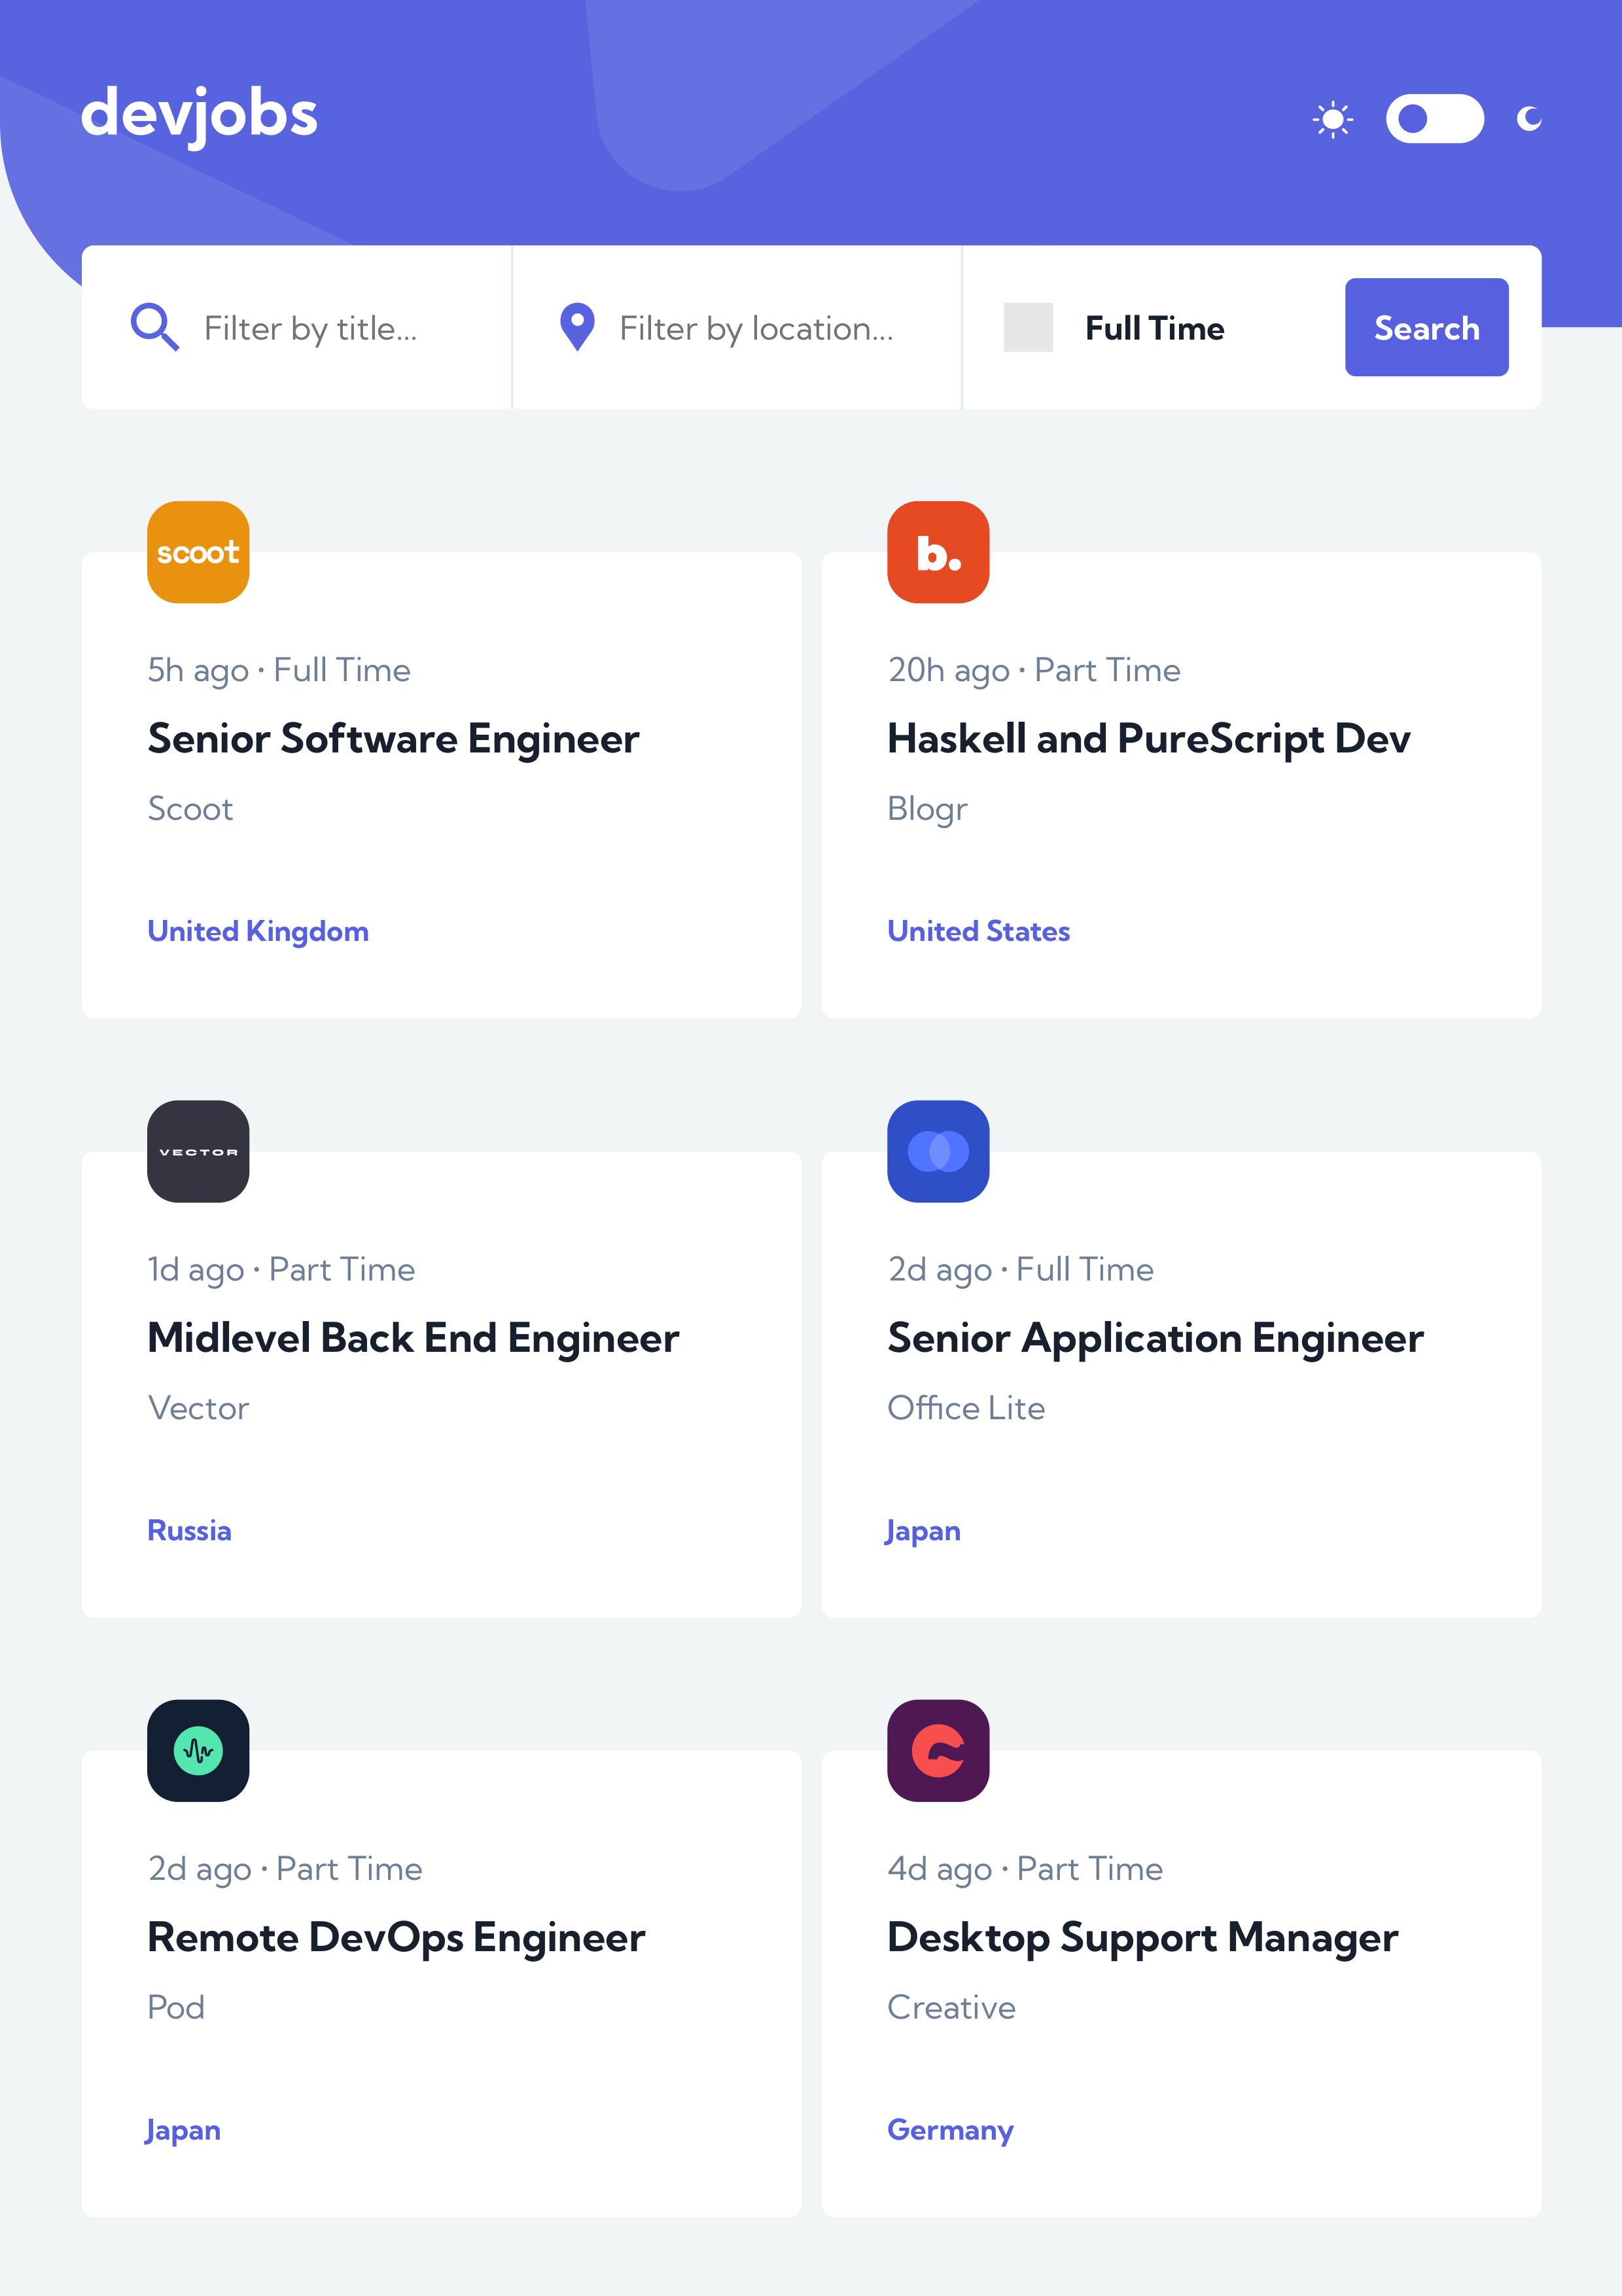 devjobs
Filter by title...
Filter by location...
Full Time
Search
scoot
5h ago • Full Time
Senior Software Engineer
Scoot
United Kingdom
b.
20h ago • Part Time
Haskell and PureScript Dev
Blogr
United States
VECTOR
1d ago • Part Time
Midlevel Back End Engineer
Vector
Russia
2d ago • Full Time
Senior Application Engineer
Office Lite
Japan
2d ago • Part Time
Remote DevOps Engineer
Pod
Japan
4d ago • Part Time
Desktop Support Manager
Creative
Germany